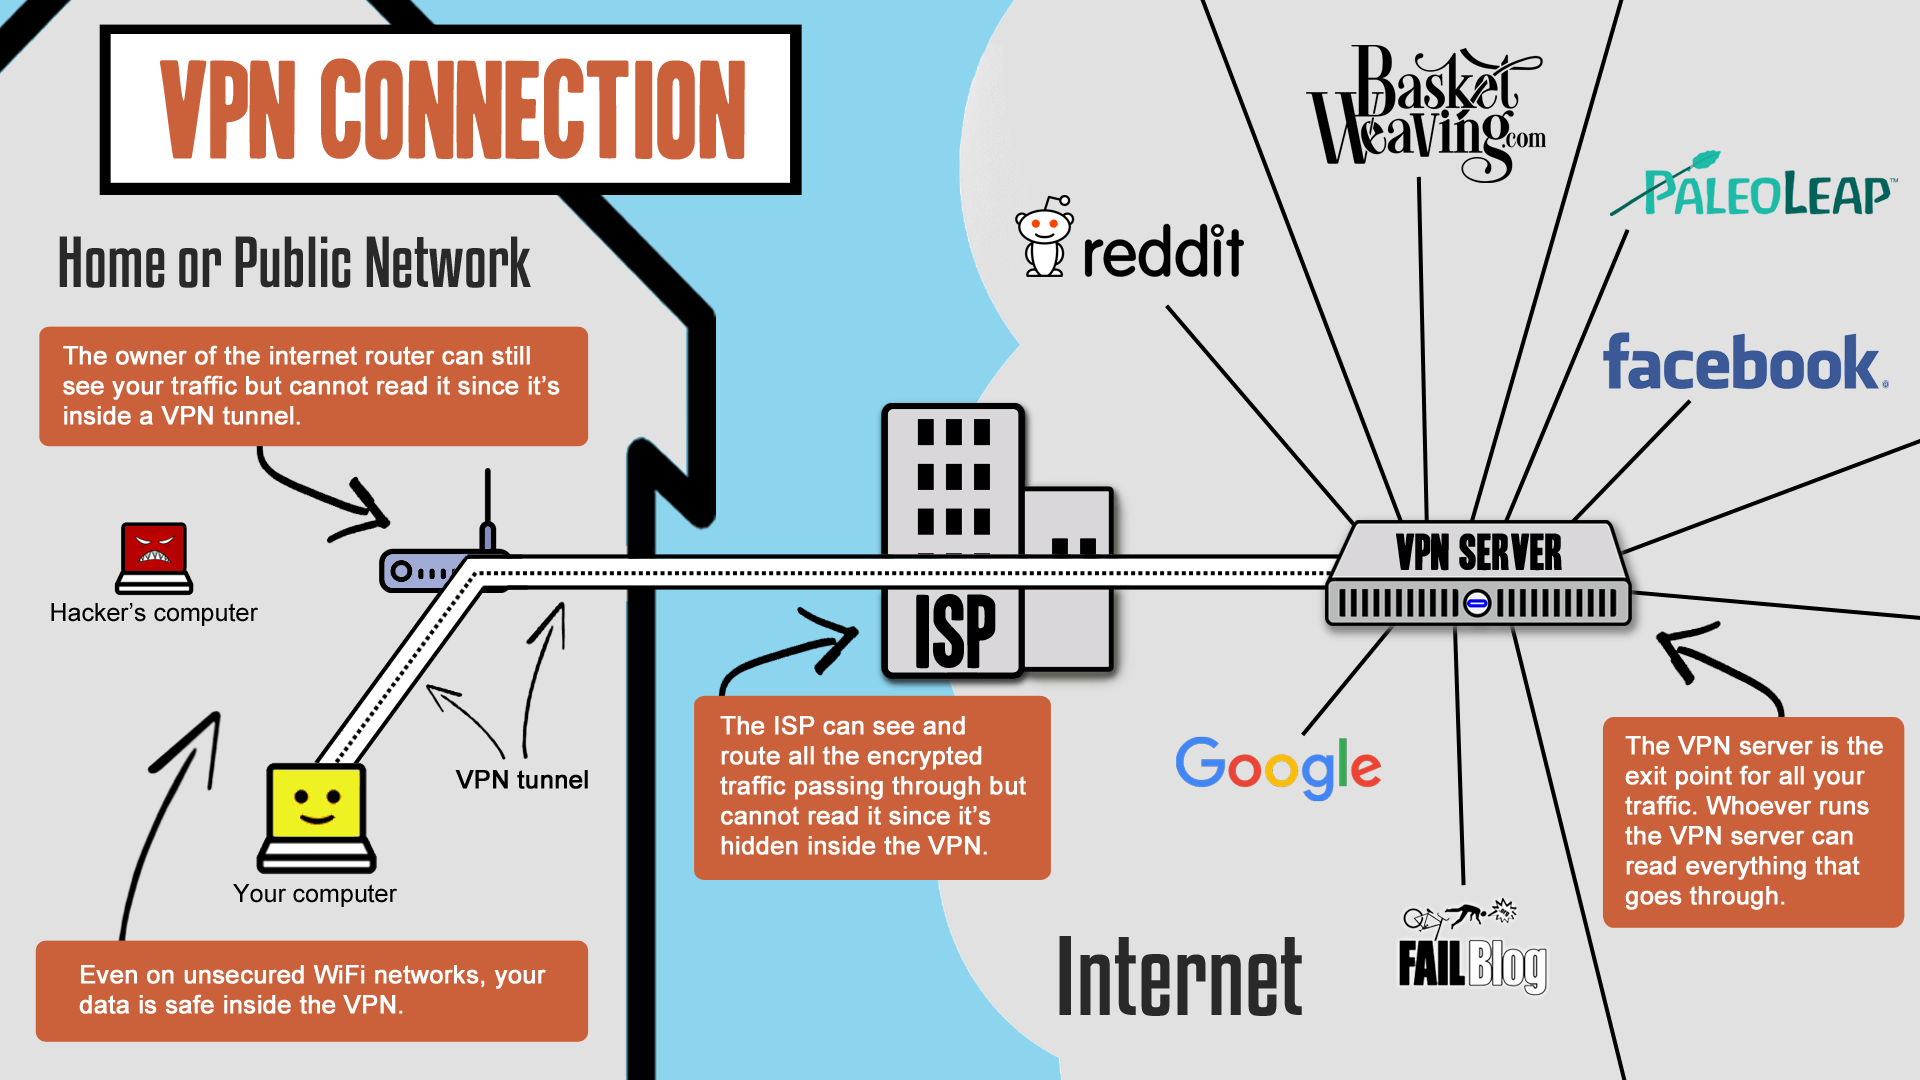 VPN CONNECTION
Home or Public Network
The owner of the internet router can still
see your traffic but cannot read it since it’s
inside a VPN tunnel.
Hacker’s computer
VPN tunnel
Your computer
Even on unsecured WiFi networks, your
data is safe inside the VPN.
ISP
The ISP can see and
route all the encrypted
traffic passing through but
cannot read it since it’s
hidden inside the VPN.
Basket
Weaving.com
PALEOLEAP™
reddit
facebook®
VPN SERVER
Google
The VPN server is the
exit point for all your
traffic. Whoever runs
the VPN server can
read everything that
goes through.
FAILBlog
Internet